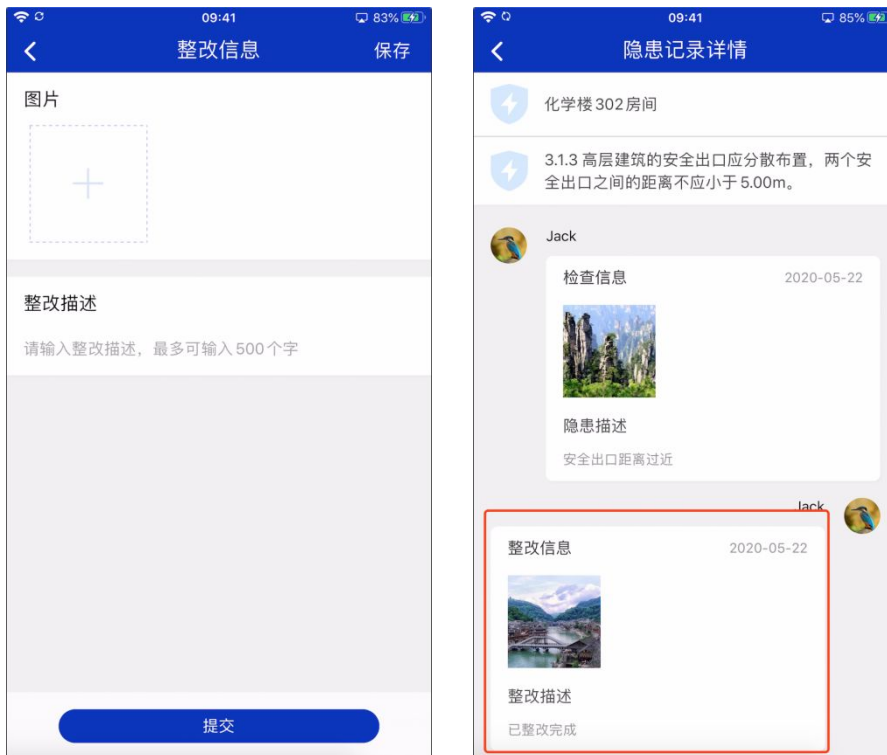 09:41
83%
整改信息
保存
图片
整改描述
请输入整改描述，最多可输入500个字
提交
09:41
85%
隐患记录详情
化学楼302房间
3.1.3 高层建筑的安全出口应分散布置，两个安
全出口之间的距离不应小于5.00m。
Jack
检查信息
2020-05-22
隐患描述
安全出口距离过近
Jack
整改信息
2020-05-22
整改描述
已整改完成